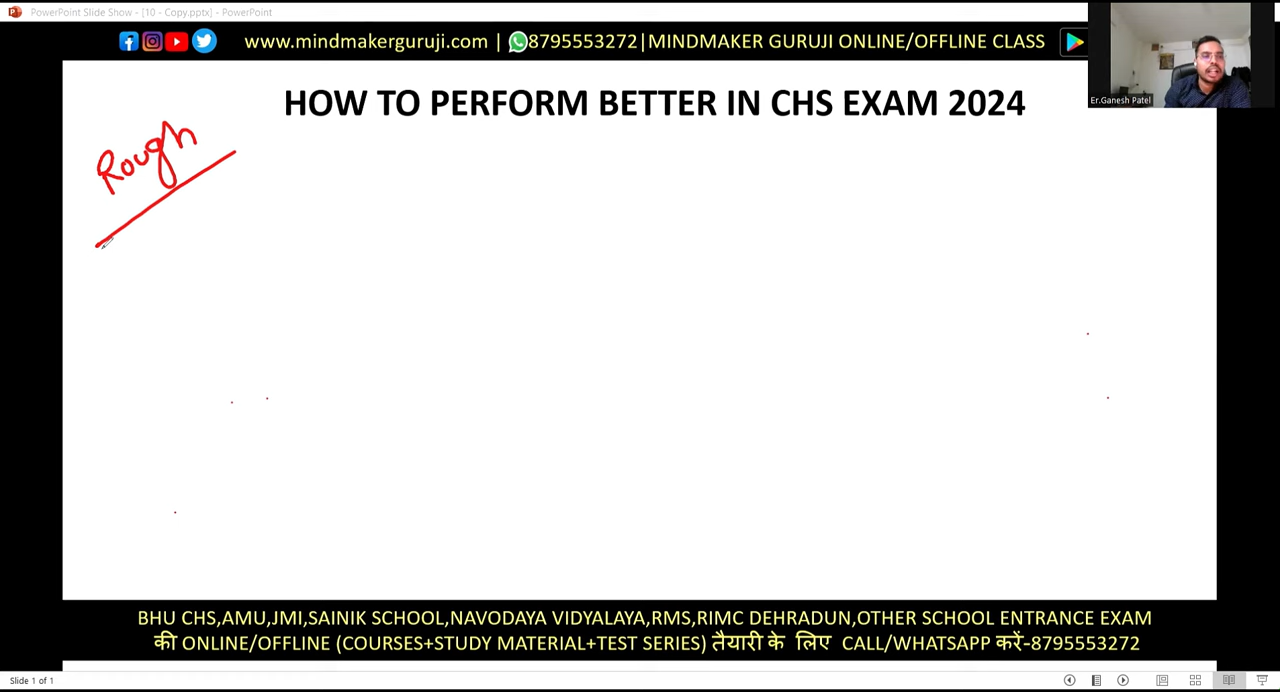 PowerPoint Slide Show - [10 - Copy.pptx] - PowerPoint
www.mindmakerguruji.com | 8795553272|MINDMAKER GURUJI ONLINE/OFFLINE CLASS
Er.Ganesh Patel
HOW TO PERFORM BETTER IN CHS EXAM 2024
Rough
BHU CHS,AMU,JMI,SAINIK SCHOOL,NAVODAYA VIDYALAYA,RMS,RIMC DEHRADUN,OTHER SCHOOL ENTRANCE EXAM
की ONLINE/OFFLINE (COURSES+STUDY MATERIAL+TEST SERIES) तैयारी के लिए CALL/WHATSAPP करें-8795553272
Slide 1 of 1